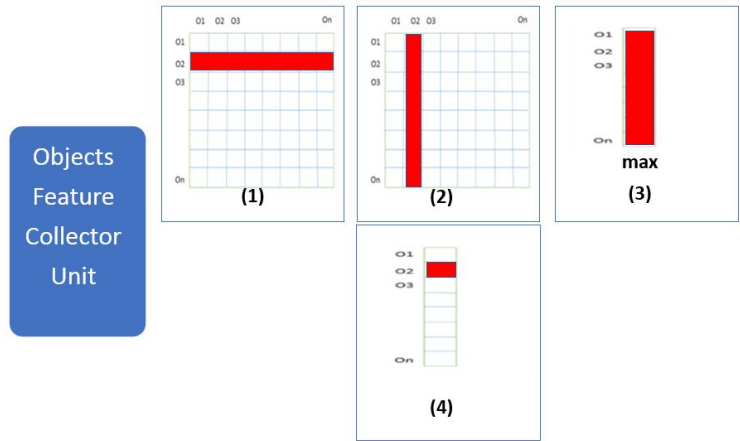 Objects
Feature
Collector
Unit
O1 O2 O3 On
O1
O2
O3
On
(1)
O1 O2 O3 On
O1
O2
O3
On
(2)
O1
O2
O3
On
max
(3)
O1
O2
O3
On
(4)